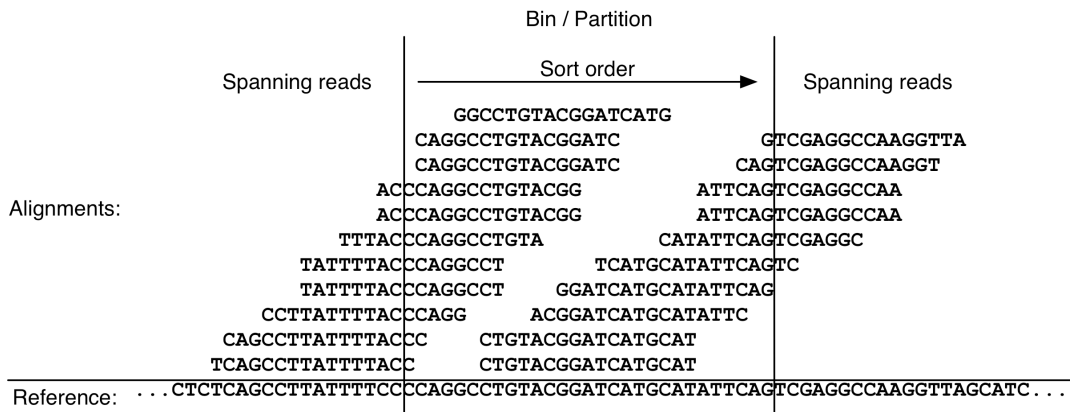 Bin / Partition
Spanning reads Sort order Spanning reads
GGCCTGTACGGATCATG
CAGGCCTGTACGGATC GTCGAGGCCAAGGTTA
CAGGCCTGTACGGATC CAGTCGAGGCCAAGGT
ACCCAGGCCTGTACGG ATTCAGTCGAGGCCAA
Alignments:
ACCCAGGCCTGTACGG ATTCAGTCGAGGCCAA
TTTACCCAGGCCTGTA CATATTCAGTCGAGGC
TATTTTACCCAGGCCT TCATGCATATTCAGTC
TATTTTACCCAGGCCT GGATCATGCATATTCAG
CCTTATTTTACCCAGG ACGGATCATGCATATTC
CAGCCTTATTTTACCC CTGTACGGATCATGCAT
TCAGCCTTATTTTACC CTGTACGGATCATGCAT
Reference: ...CTCTCAGCCTTATTTTCCCCAGGCCTGTACGGATCATGCATATTCAGTCGAGGCCAAGGTTAGCATC...